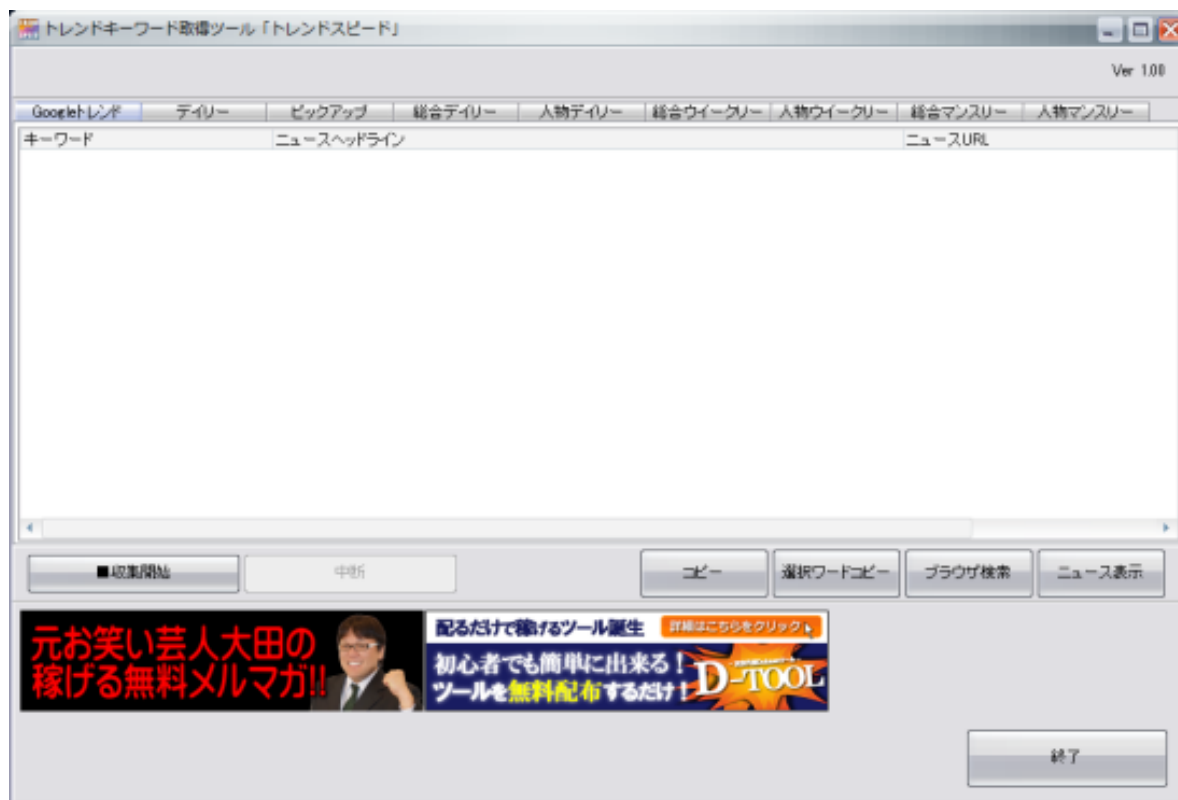 トレンドキーワード取得ツール「トレンドスピード」
Ver 1.00
Googleトレンド デイリー ピックアップ 総合デイリー 人物デイリー 総合ウイークリー 人物ウイークリー 総合マンスリー 人物マンスリー
キーワード ニュースヘッドライン ニュースURL
■収集開始 中断 コピー 選択ワードコピー ブラウザ検索 ニュース表示
元お笑い芸人大田の
稼げる無料メルマガ!!
配るだけで稼げるツール誕生 詳細はこちらをクリック
初心者でも簡単に出来る!
ツールを無料配布するだけ!
D-TOOL
終了